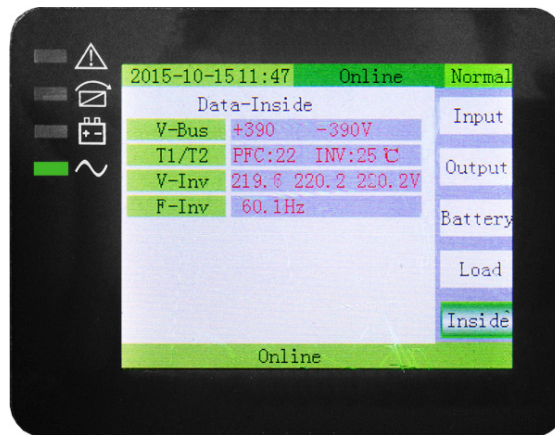 2015-10-15 11:47 Online Normal
Data-Inside
V-Bus +390 -390V
T1/T2 PFC:22 INV:25℃
V-Inv 219.6 220.2 220.2V
F-Inv 60.1Hz
Input
Output
Battery
Load
Inside
Online